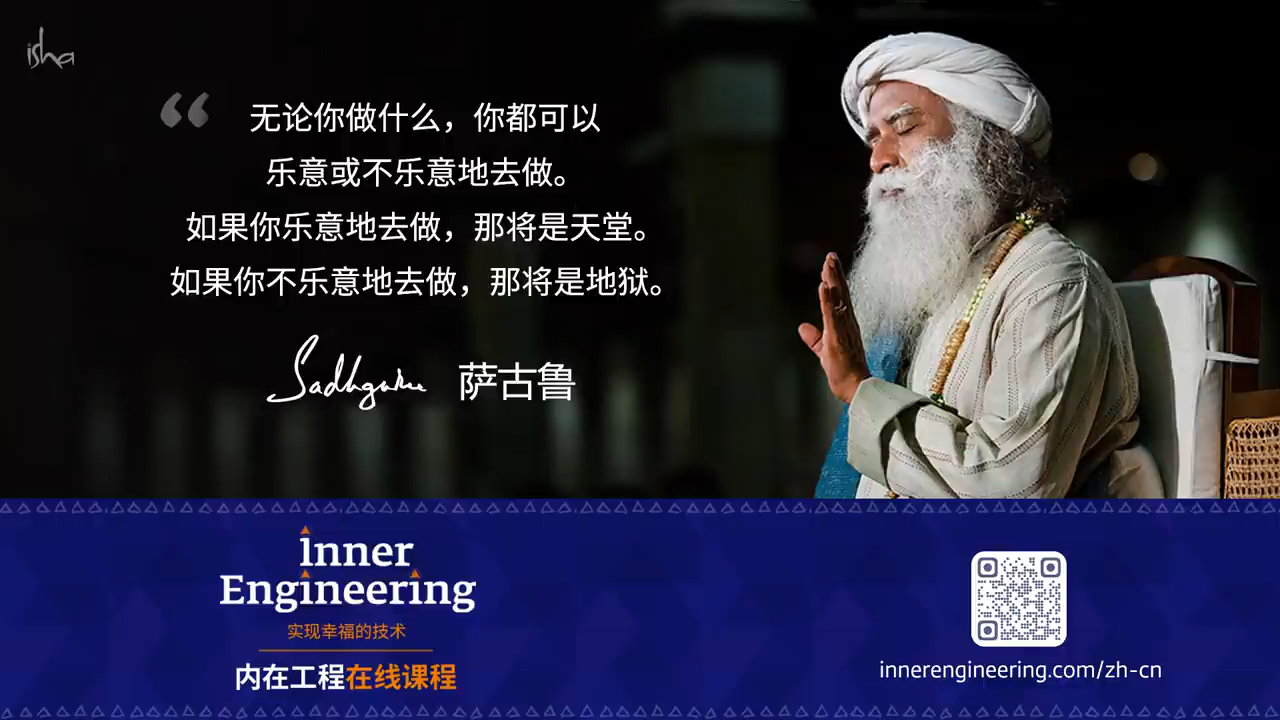 isha
“
无论你做什么，你都可以
乐意或不乐意地去做。
如果你乐意地去做，那将是天堂。
如果你不乐意地去做，那将是地狱。
Sadhguru 萨古鲁
inner
Engineering
实现幸福的技术
内在工程在线课程
innerengineering.com/zh-cn